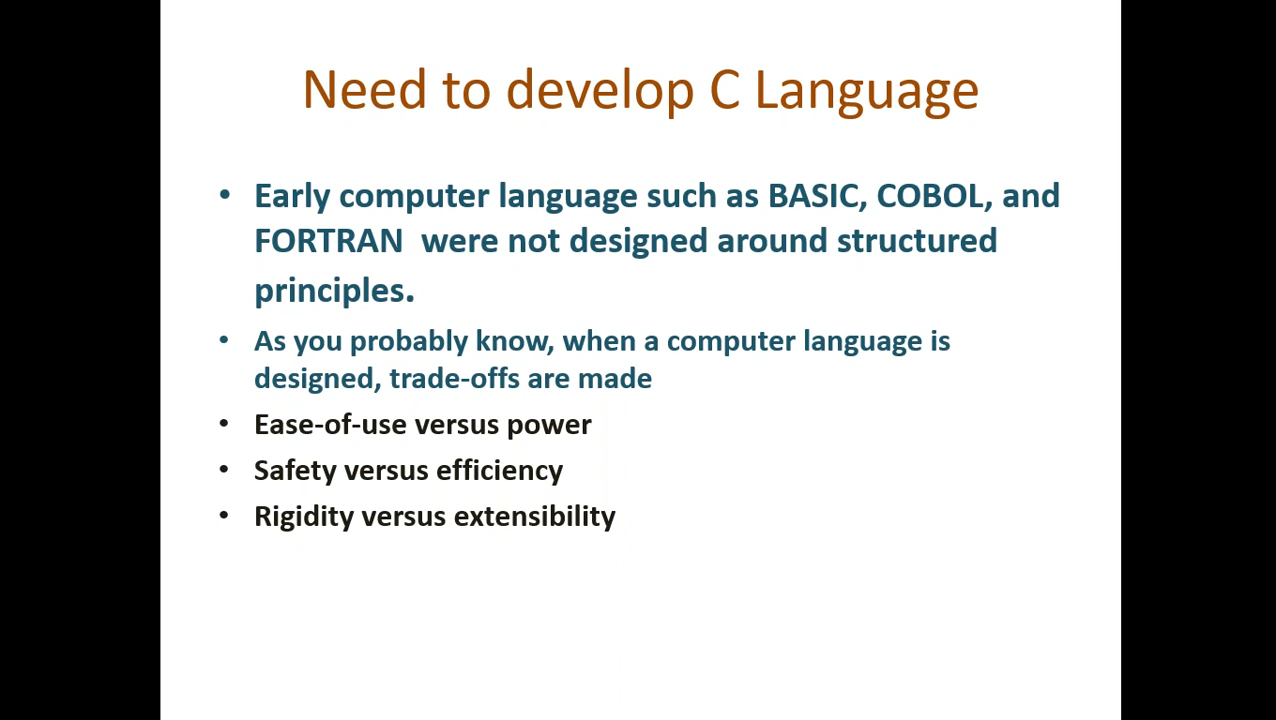 Need to develop C Language
• Early computer language such as BASIC, COBOL, and
FORTRAN were not designed around structured
principles.
• As you probably know, when a computer language is
designed, trade-offs are made
• Ease-of-use versus power
• Safety versus efficiency
• Rigidity versus extensibility